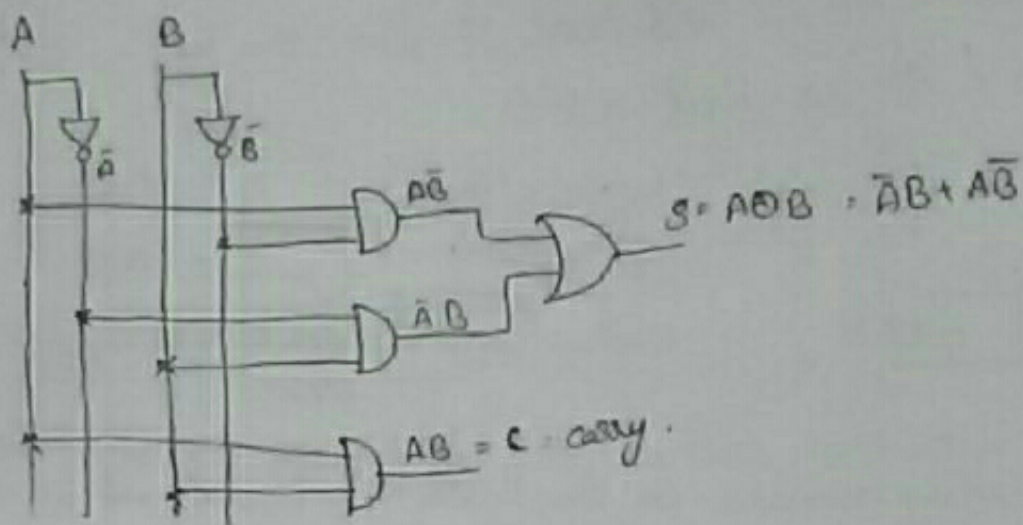 A B
Ā B̄
AB̄
S = A⊕B = ĀB + AB̄
ĀB
AB = C = carry.